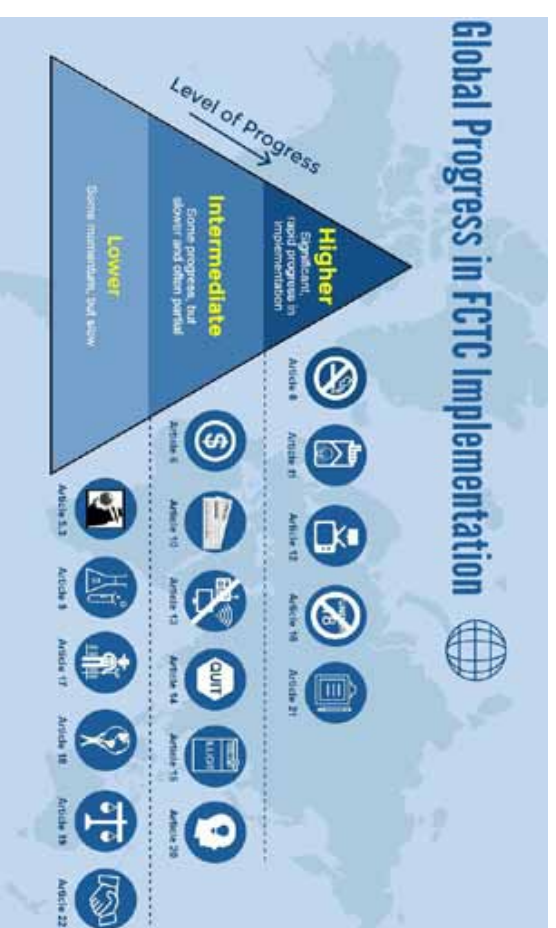 Global Progress in FCTC Implementation
Level of Progress
Higher
Significant,
rapid progress in
implementation
Article 8
Article 11
Article 12
Article 16
Article 21
Intermediate
Some progress, but
slower and often partial
Article 6
Article 10
Article 13
Article 14
QUIT
Article 15
Article 20
Lower
Some momentum, but slow
Article 5.3
Article 9
Article 17
Article 18
Article 19
Article 22